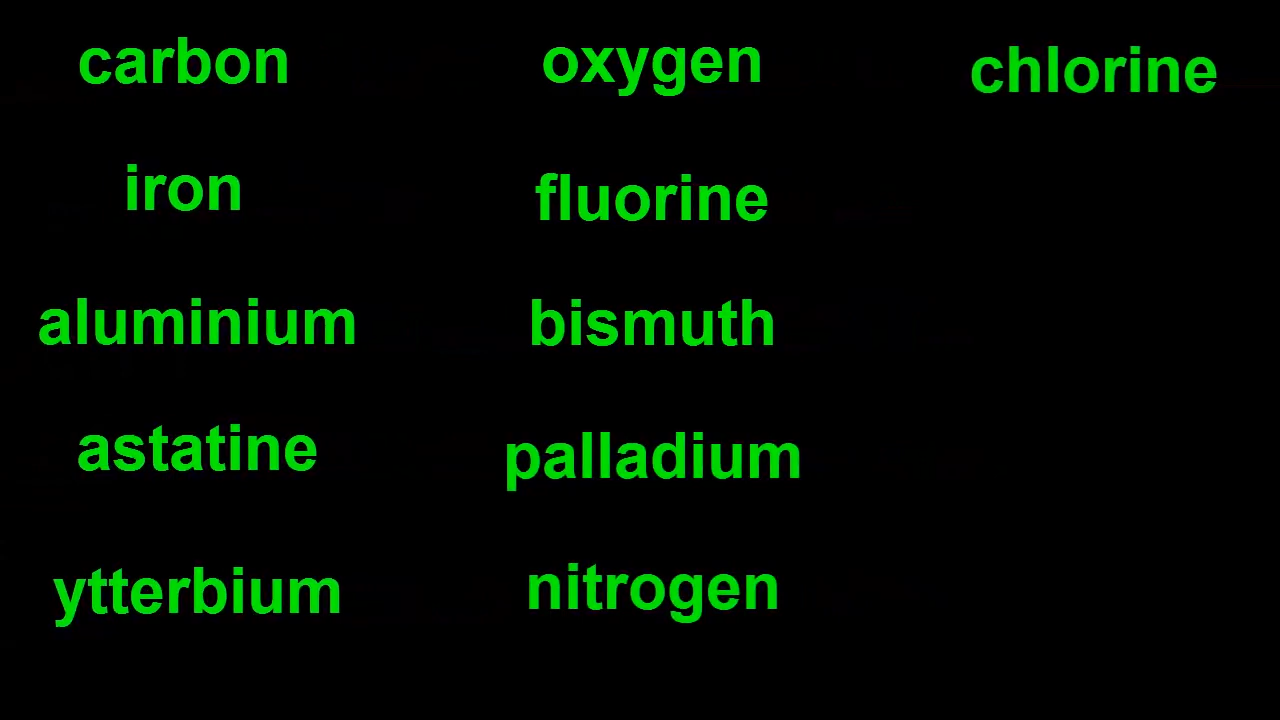 carbon
iron
aluminium
astatine
ytterbium
oxygen
fluorine
bismuth
palladium
nitrogen
chlorine